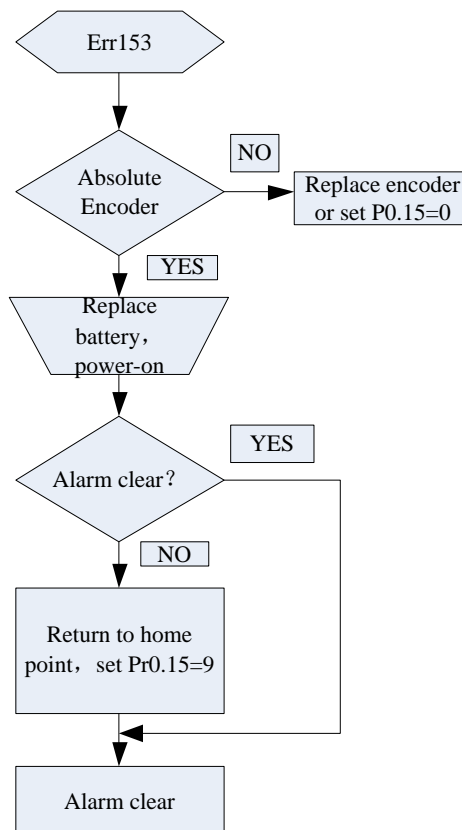 Err153
NO
Absolute
Encoder
Replace encoder
or set P0.15=0
YES
Replace
battery，
power-on
YES
Alarm clear？
NO
Return to home
point，set Pr0.15=9
Alarm clear